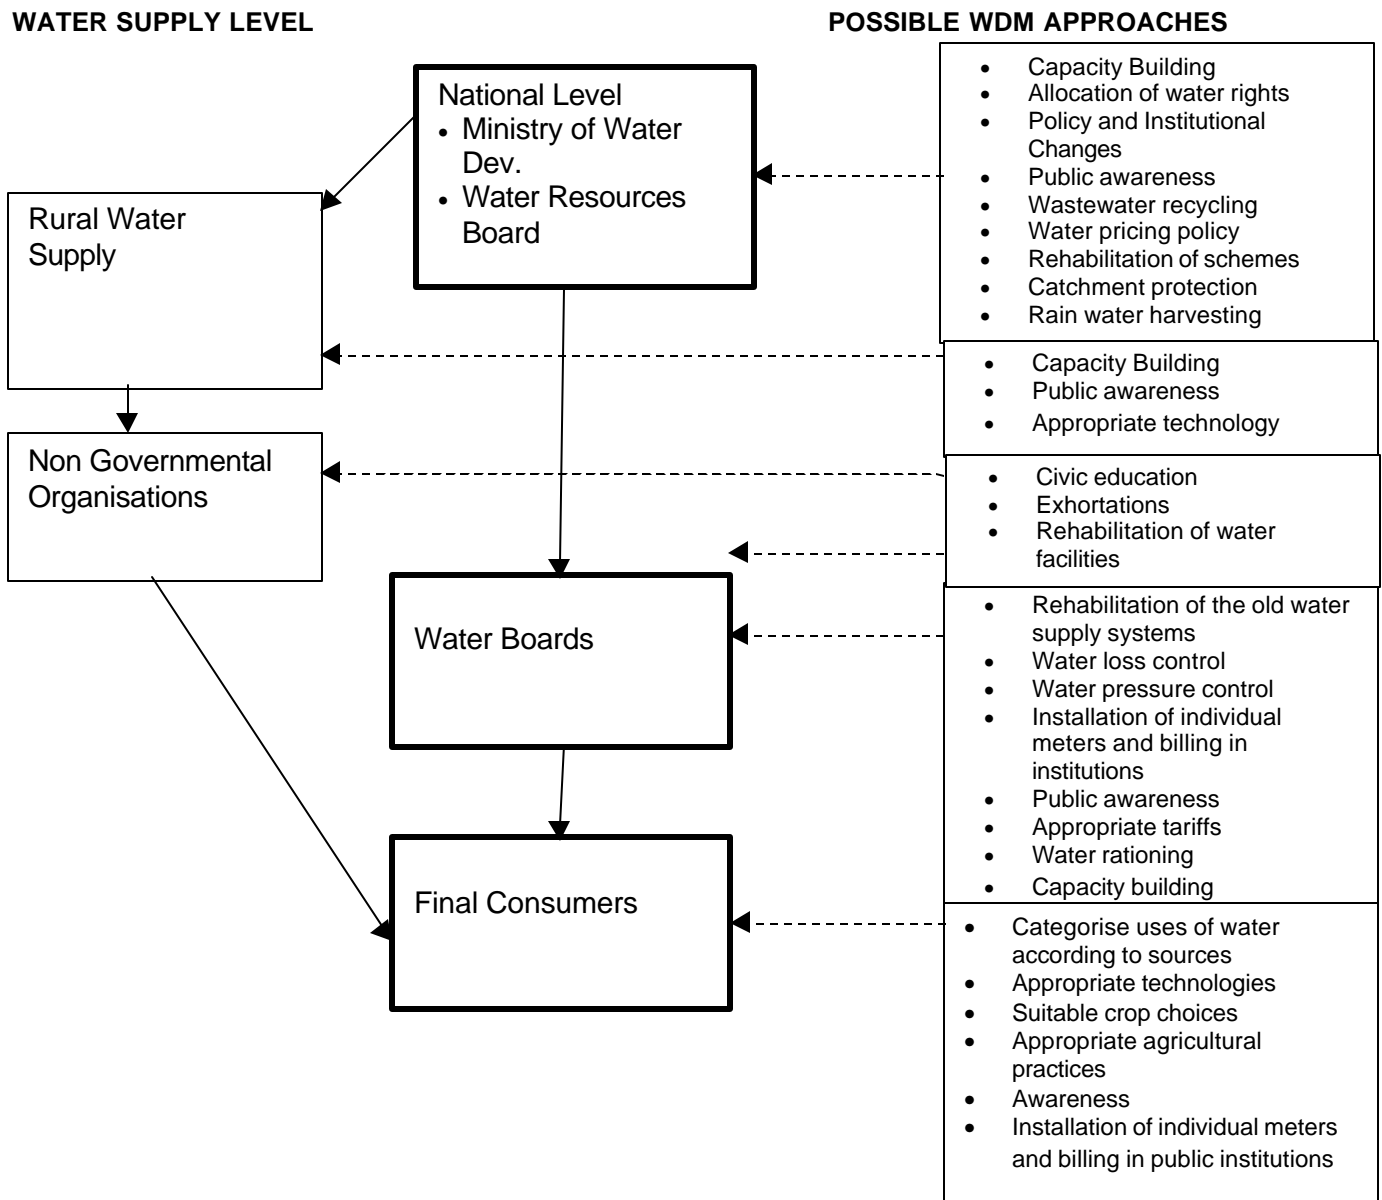 WATER SUPPLY LEVEL
POSSIBLE WDM APPROACHES
National Level
• Ministry of Water
Dev.
• Water Resources
Board
Rural Water
Supply
Non Governmental
Organisations
Water Boards
Final Consumers
• Capacity Building
• Allocation of water rights
• Policy and Institutional
Changes
• Public awareness
• Wastewater recycling
• Water pricing policy
• Rehabilitation of schemes
• Catchment protection
• Rain water harvesting
• Capacity Building
• Public awareness
• Appropriate technology
• Civic education
• Exhortations
• Rehabilitation of water
facilities
• Rehabilitation of the old water
supply systems
• Water loss control
• Water pressure control
• Installation of individual
meters and billing in
institutions
• Public awareness
• Appropriate tariffs
• Water rationing
• Capacity building
• Categorise uses of water
according to sources
• Appropriate technologies
• Suitable crop choices
• Appropriate agricultural
practices
• Awareness
• Installation of individual meters
and billing in public institutions